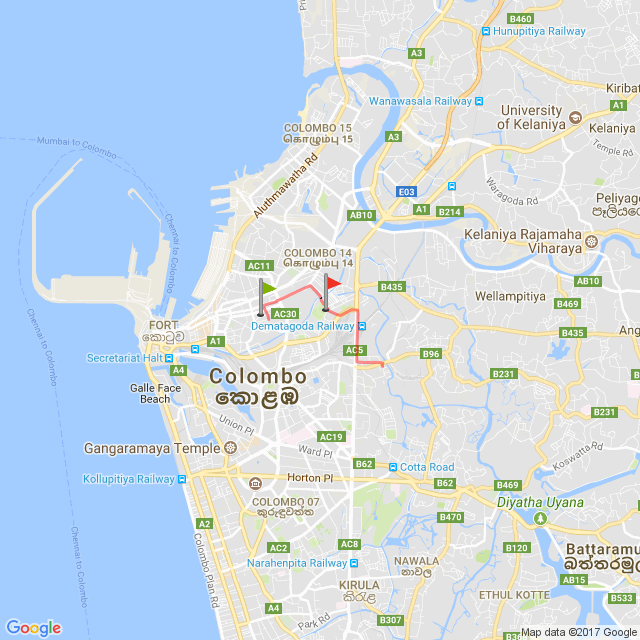 B460
Hunupitiya Railway
A3
Wanawasala Railway
Kiribat
A1
University
of Kelaniya
Kelaniya
COLOMBO 15
கொழும்பு 15
A3
Temple Rd
Mumbai to Colombo
Aluthmawatha Rd
Waragoda Rd
E03
A1
B214
AB10
Peliyago
Chennai to Colombo
Kelaniya Rajamaha
Viharaya
COLOMBO 14
கொழும்பு 14
AC11
AB10
B435
Wellampitiya
B469
AC30
FORT
කොටුව
Dematagoda Railway
B435
Ang
A1
Secretariat Halt
AC5
B96
A4
Colombo
කොළඹ
B231
Galle Face
Beach
B231
Union Pl
AC19
Gangaramaya Temple
Ward Pl
B62
Koswatta Rd
Kollupitiya Railway
Cotta Road
Horton Pl
B62
B469
COLOMBO 07
කුරුඳුවත්ත
Diyatha Uyana
A2
B470
Colombo Plan Rd
Chennai to Colombo
AC8
AC2
B120
Battaramu
බත්තරමුල
Narahenpita Railway
NAWALA
නාවල
AB15
KIRULA
කිරුළ
ETHUL KOTTE
B533
A4
Park Rd
B307
Google
Map data ©2017 Google